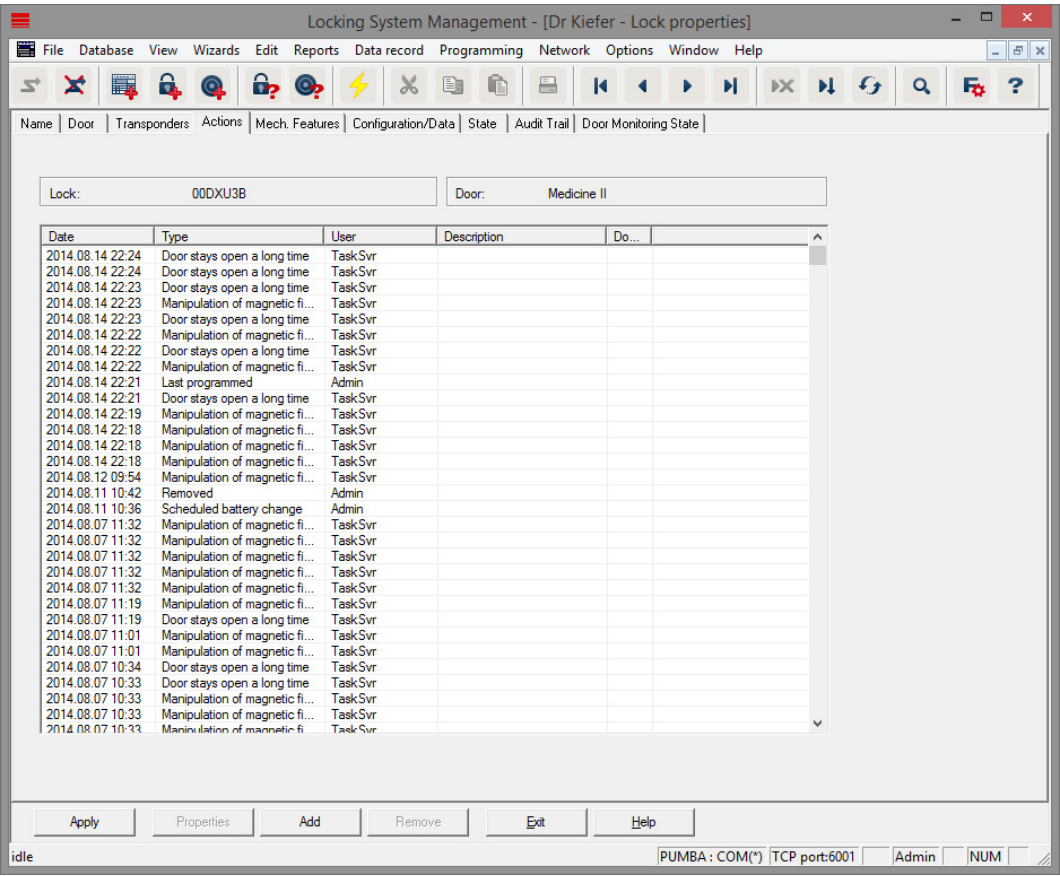 Locking System Management - [Dr Kiefer - Lock properties]
File Database View Wizards Edit Reports Data record Programming Network Options Window Help
Name Door Transponders Actions Mech. Features Configuration/Data State Audit Trail Door Monitoring State
Lock: 00DXU3B Door: Medicine II
Date Type User Description Do...
2014.08.14 22:24 Door stays open a long time TaskSvr
2014.08.14 22:24 Door stays open a long time TaskSvr
2014.08.14 22:23 Door stays open a long time TaskSvr
2014.08.14 22:23 Manipulation of magnetic fi... TaskSvr
2014.08.14 22:23 Door stays open a long time TaskSvr
2014.08.14 22:22 Manipulation of magnetic fi... TaskSvr
2014.08.14 22:22 Door stays open a long time TaskSvr
2014.08.14 22:22 Manipulation of magnetic fi... TaskSvr
2014.08.14 22:21 Last programmed Admin
2014.08.14 22:21 Door stays open a long time TaskSvr
2014.08.14 22:19 Manipulation of magnetic fi... TaskSvr
2014.08.14 22:18 Manipulation of magnetic fi... TaskSvr
2014.08.14 22:18 Manipulation of magnetic fi... TaskSvr
2014.08.14 22:18 Manipulation of magnetic fi... TaskSvr
2014.08.12 09:54 Manipulation of magnetic fi... TaskSvr
2014.08.11 10:42 Removed Admin
2014.08.11 10:36 Scheduled battery change Admin
2014.08.07 11:32 Manipulation of magnetic fi... TaskSvr
2014.08.07 11:32 Manipulation of magnetic fi... TaskSvr
2014.08.07 11:32 Manipulation of magnetic fi... TaskSvr
2014.08.07 11:32 Manipulation of magnetic fi... TaskSvr
2014.08.07 11:32 Manipulation of magnetic fi... TaskSvr
2014.08.07 11:19 Manipulation of magnetic fi... TaskSvr
2014.08.07 11:19 Door stays open a long time TaskSvr
2014.08.07 11:01 Manipulation of magnetic fi... TaskSvr
2014.08.07 11:01 Manipulation of magnetic fi... TaskSvr
2014.08.07 10:34 Door stays open a long time TaskSvr
2014.08.07 10:33 Door stays open a long time TaskSvr
2014.08.07 10:33 Manipulation of magnetic fi... TaskSvr
2014.08.07 10:33 Manipulation of magnetic fi... TaskSvr
2014.08.07 10:33 Manipulation of magnetic fi... TaskSvr
Apply Properties Add Remove Exit Help
idle PUMBA : COM(*) TCP port:6001 Admin NUM